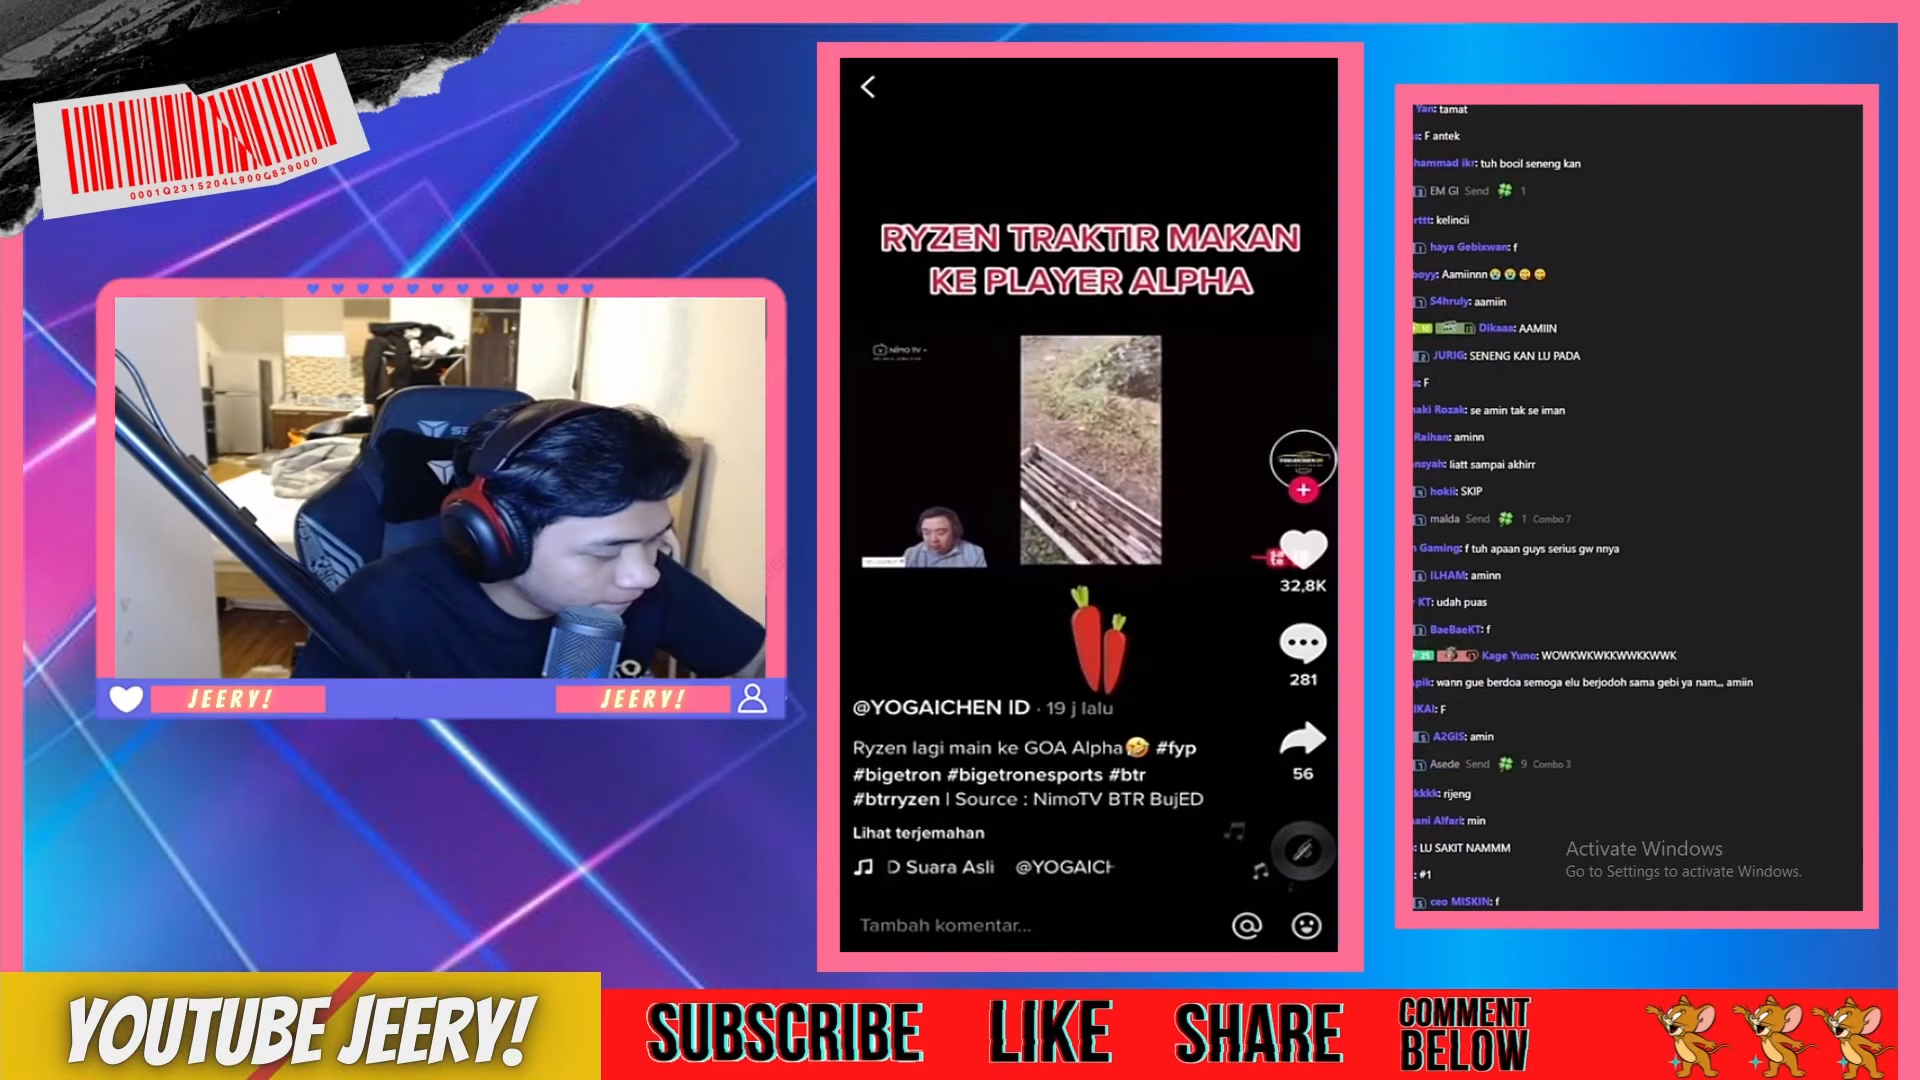 0001Q2315204L900Q829000
JEERY!
JEERY!
RYZEN TRAKTIR MAKAN
KE PLAYER ALPHA
NIMO TV
32,8K
281
56
@YOGAICHEN ID · 19 j lalu
Ryzen lagi main ke GOA Alpha🤣 #fyp
#bigetron #bigetronesports #btr
#btrryzen | Source : NimoTV BTR BujED
Lihat terjemahan
D Suara Asli @YOGAICH
Tambah komentar...
Yan: tamat
s: F antek
hammad ikr: tuh bocil seneng kan
EM GI Send 🍀 1
rttt: kelincii
haya Gebixwan: f
boyy: Aamiinnn😭😭😋😋
S4hruly: aamiin
10 Dikaaa: AAMIIN
JURIG: SENENG KAN LU PADA
a: F
aki Rozak: se amin tak se iman
Raihan: aminn
nsyah: liatt sampai akhirr
hokii: SKIP
malda Send 🍀 1 Combo 7
n Gaming: f tuh apaan guys serius gw nnya
ILHAM: aminn
KT: udah puas
BaeBaeKT: f
25 Kage Yuno: WOWKWKWKKWWKKWWK
pik: wann gue berdoa semoga elu berjodoh sama gebi ya nam... amiin
IKAI: F
A2GIS: amin
Asede Send 🍀 9 Combo 3
kkkk: rijeng
ani Alfari: min
: LU SAKIT NAMMM
: #1
ceo MISKIN: f
Activate Windows
Go to Settings to activate Windows.
YOUTUBE JEERY!
SUBSCRIBE
LIKE
SHARE
COMMENT
BELOW